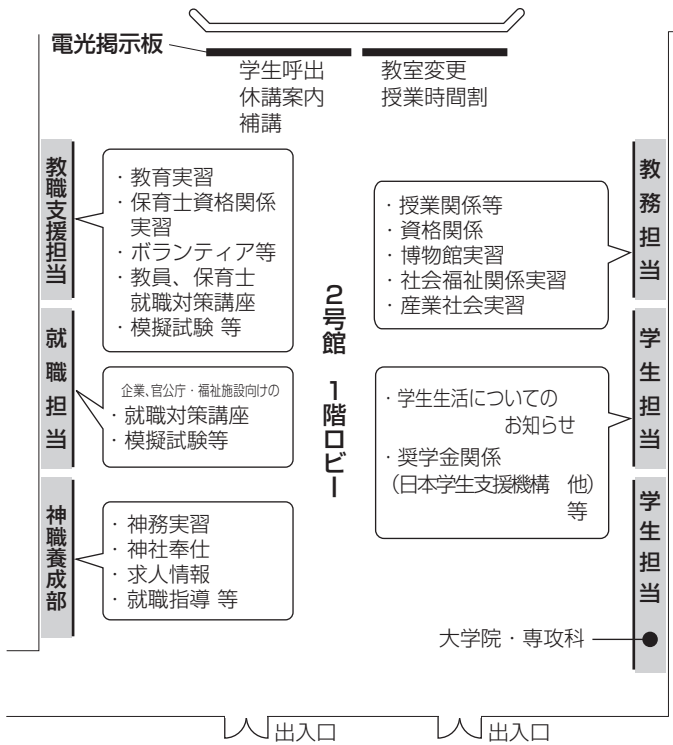 電光掲示板
学生呼出
休講案内
補講
教室変更
授業時間割
教職支援担当
・教育実習
・保育士資格関係
実習
・ボランティア等
・教員、保育士
就職対策講座
・模擬試験 等
就職担当
企業、官公庁・福祉施設向けの
・就職対策講座
・模擬試験等
神職養成部
・神務実習
・神社奉仕
・求人情報
・就職指導 等
2号館 1階ロビー
教務担当
・授業関係等
・資格関係
・博物館実習
・社会福祉関係実習
・産業社会実習
学生担当
・学生生活についての
お知らせ
・奨学金関係
(日本学生支援機構 他)
等
学生担当
大学院・専攻科
出入口
出入口